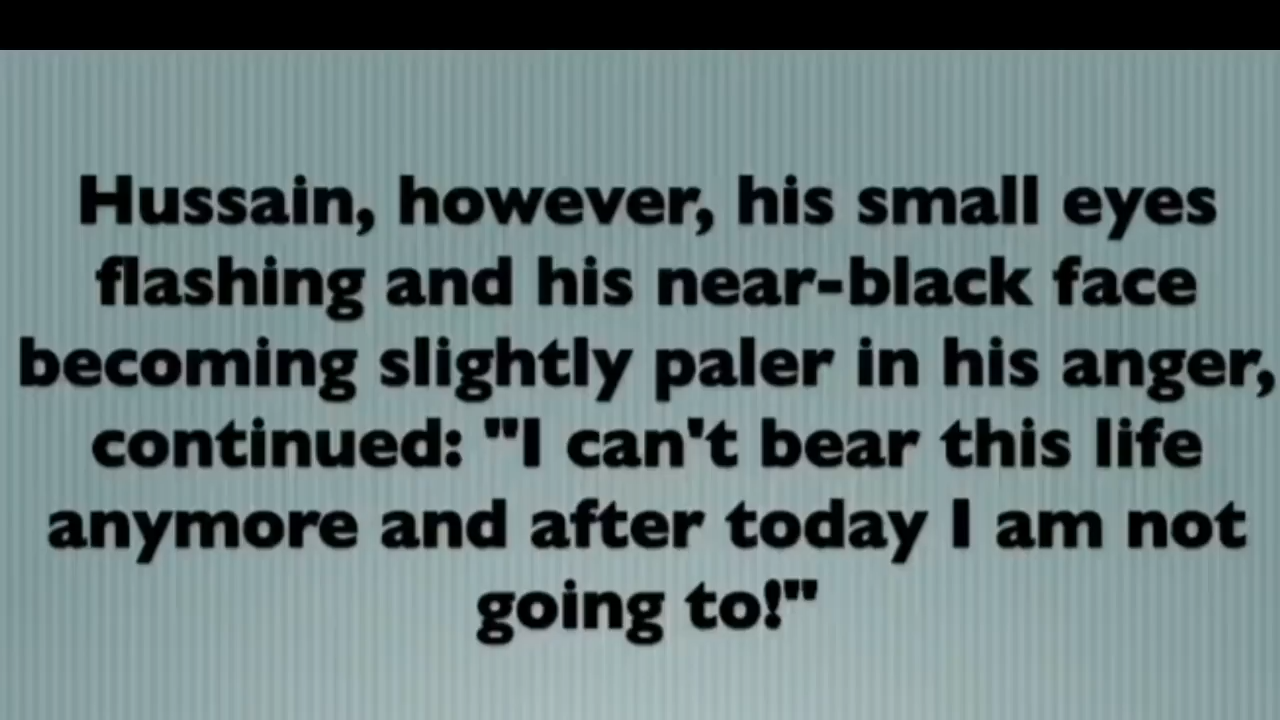 Hussain, however, his small eyes
flashing and his near-black face
becoming slightly paler in his anger,
continued: "I can't bear this life
anymore and after today I am not
going to!"